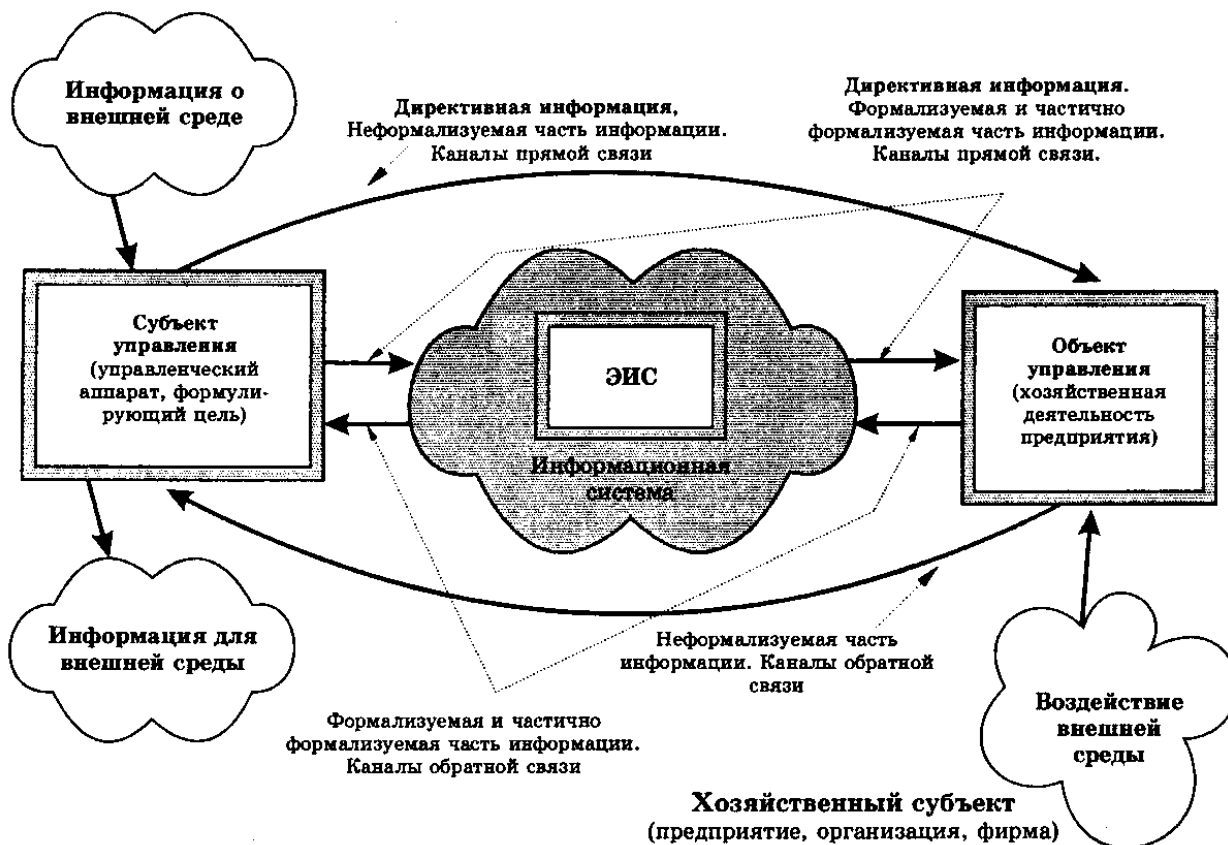 Информация о
внешней среде
Директивная информация,
Неформализуемая часть информации.
Каналы прямой связи
Директивная информация.
Формализуемая и частично
формализуемая часть информации.
Каналы прямой связи.
Субъект
управления
(управленческий
аппарат, формули-
рующий цель)
ЭИС
Информационная
система
Объект
управления
(хозяйственная
деятельность
предприятия)
Информация для
внешней среды
Неформализуемая часть
информации. Каналы обратной
связи
Формализуемая и частично
формализуемая часть информации.
Каналы обратной связи
Воздействие
внешней
среды
Хозяйственный субъект
(предприятие, организация, фирма)